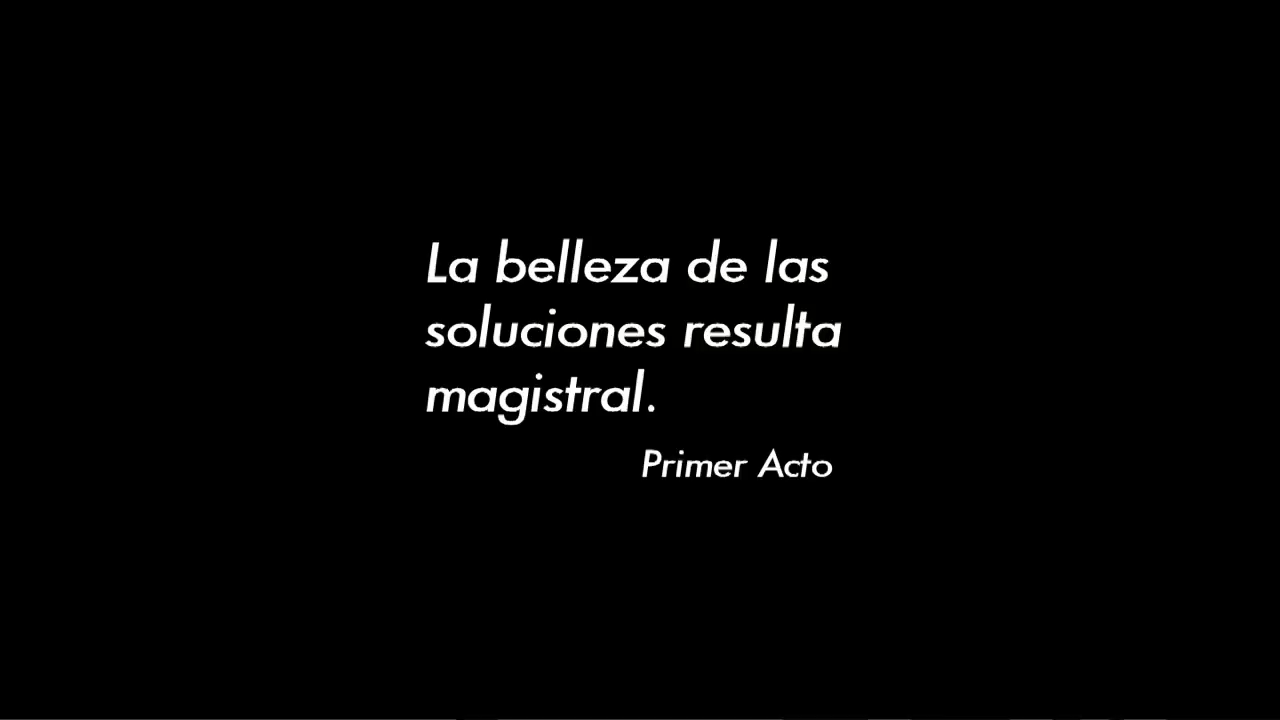 La belleza de las
soluciones resulta
magistral.
Primer Acto